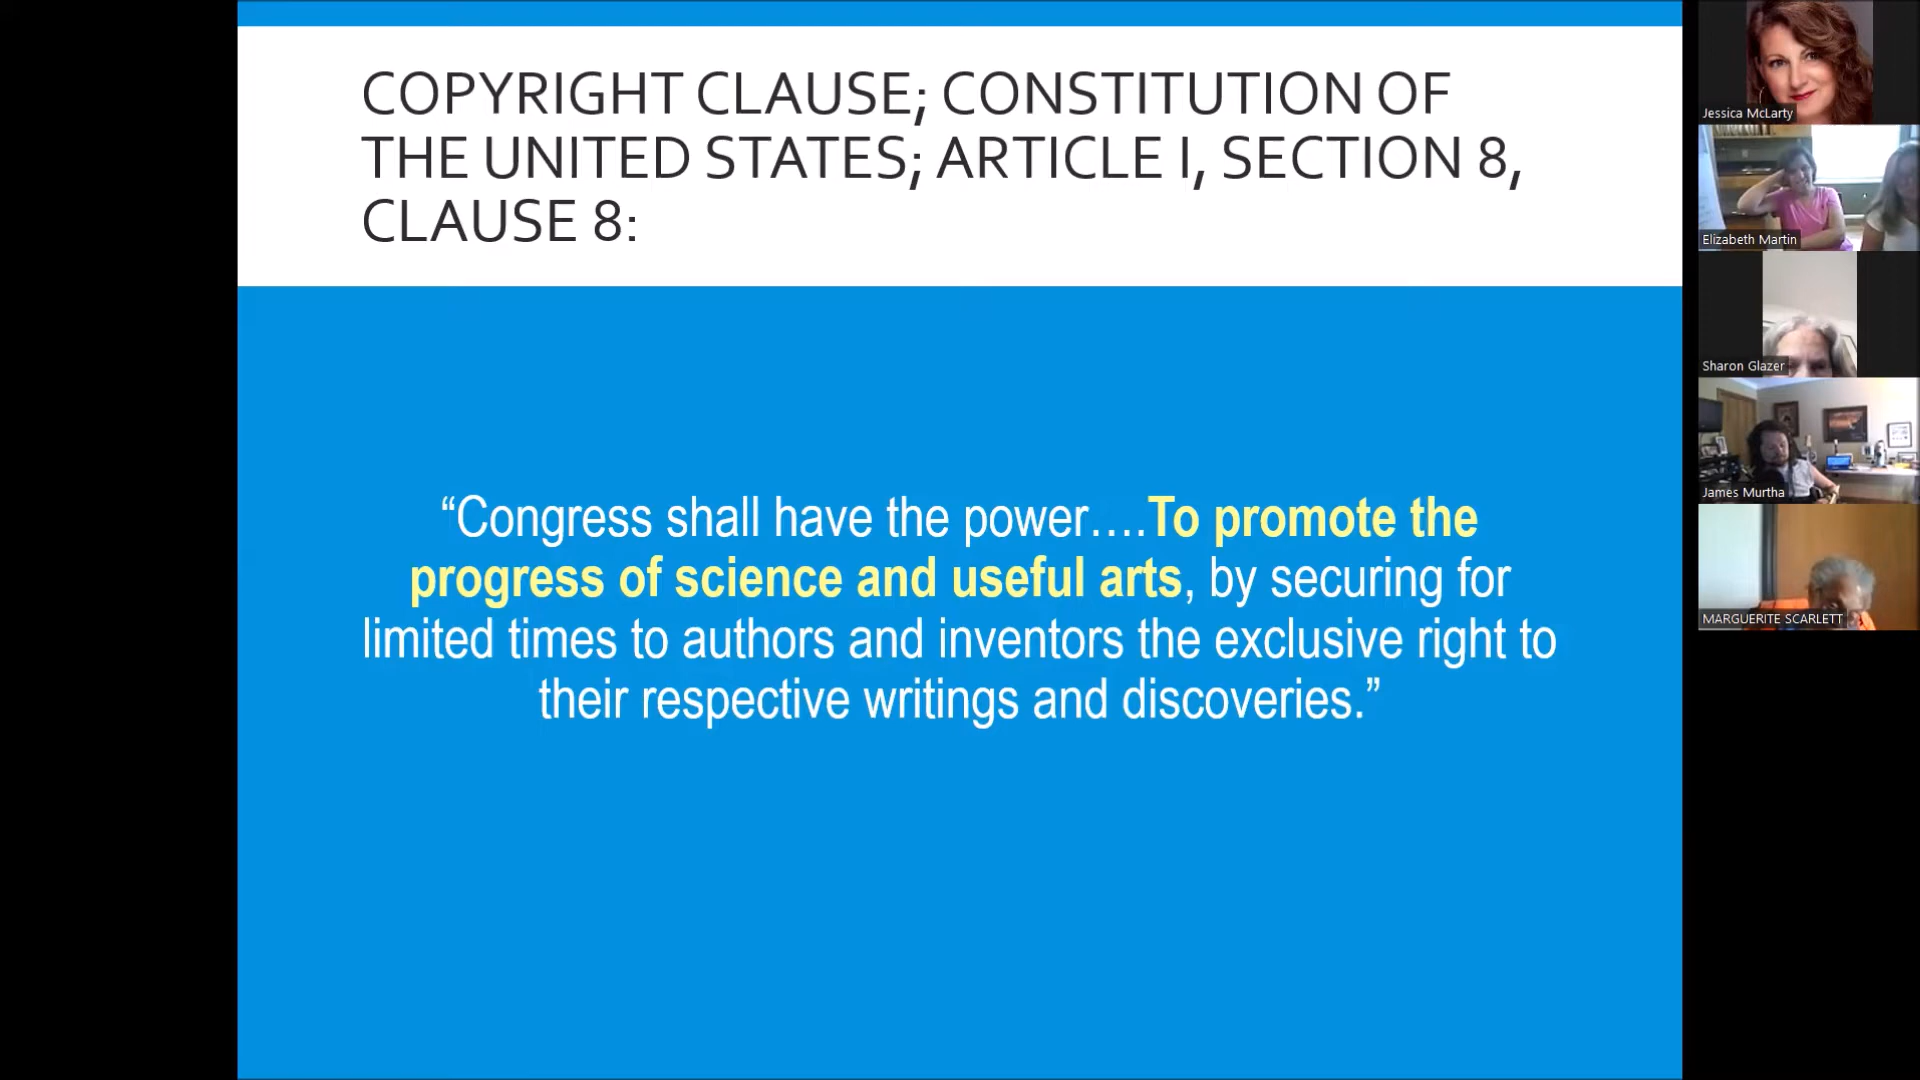 COPYRIGHT CLAUSE; CONSTITUTION OF
THE UNITED STATES; ARTICLE I, SECTION 8,
CLAUSE 8:
“Congress shall have the power….To promote the
progress of science and useful arts, by securing for
limited times to authors and inventors the exclusive right to
their respective writings and discoveries.”
Jessica McLarty
Elizabeth Martin
Sharon Glazer
James Murtha
MARGUERITE SCARLETT